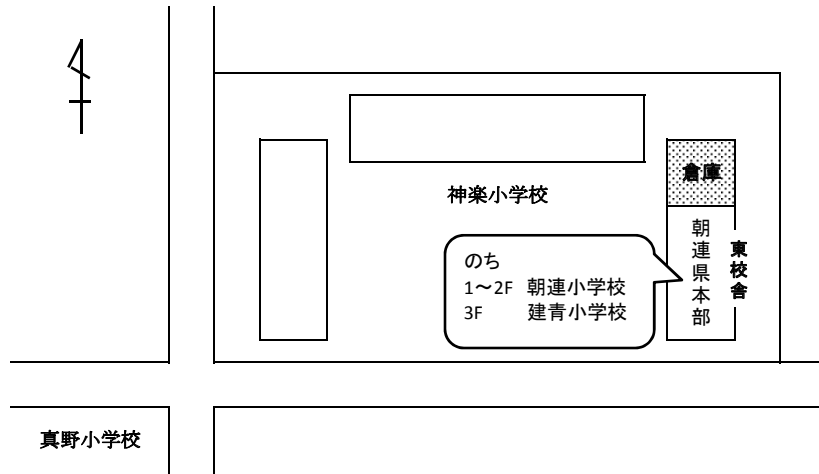 倉庫
神楽小学校
朝連県本部
東校舎
のち
1～2F 朝連小学校
3F 建青小学校
真野小学校